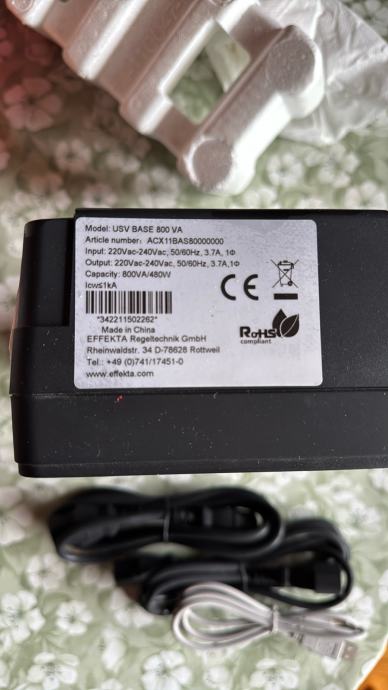 Model: USV BASE 800 VA
Article number: ACX11BAS80000000
Input: 220Vac-240Vac, 50/60Hz, 3.7A, 1Φ
Output: 220Vac-240Vac, 50/60Hz, 3.7A,1Φ
Capacity: 800VA/480W
Icw≤1kA
CE
*342211502262*
Made in China
RoHS
compliant
EFFEKTA Regeltechnik GmbH
Rheinwaldstr. 34 D-78628 Rottweil
Tel.: +49 (0)741/17451-0
www.effekta.com